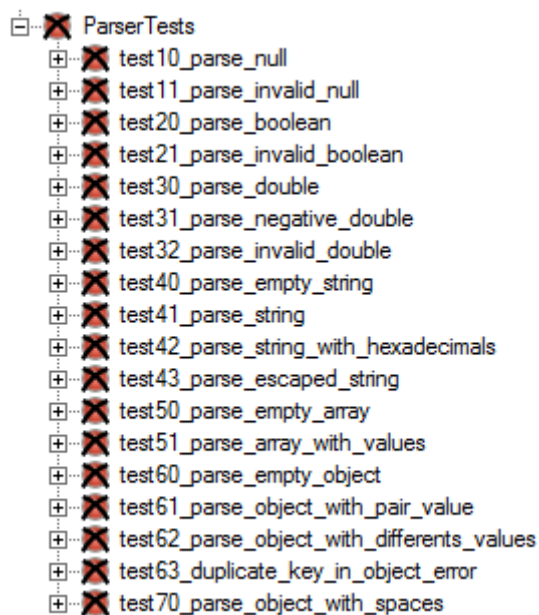 ParserTests
test10_parse_null
test11_parse_invalid_null
test20_parse_boolean
test21_parse_invalid_boolean
test30_parse_double
test31_parse_negative_double
test32_parse_invalid_double
test40_parse_empty_string
test41_parse_string
test42_parse_string_with_hexadecimals
test43_parse_escaped_string
test50_parse_empty_array
test51_parse_array_with_values
test60_parse_empty_object
test61_parse_object_with_pair_value
test62_parse_object_with_differents_values
test63_duplicate_key_in_object_error
test70_parse_object_with_spaces